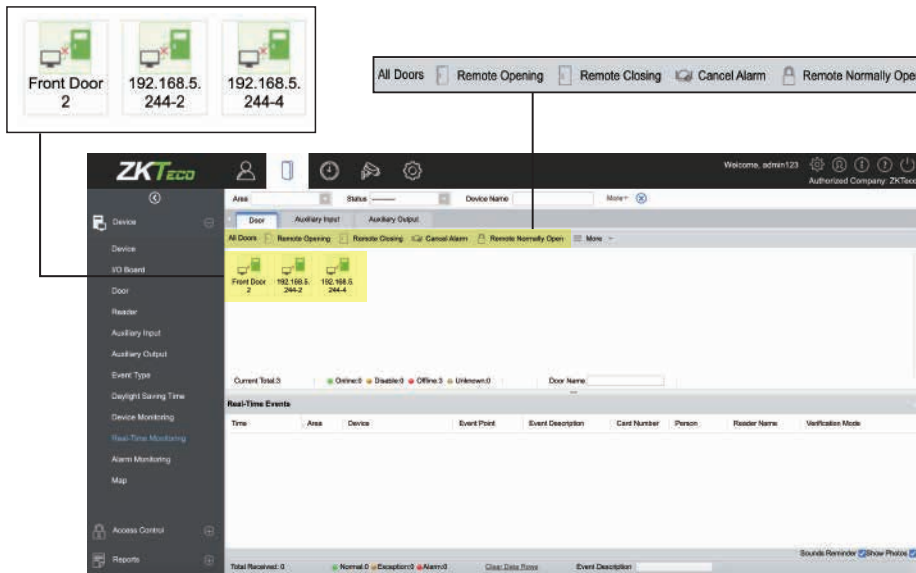 Front Door
2
192.168.5.
244-2
192.168.5.
244-4
All Doors Remote Opening Remote Closing Cancel Alarm Remote Normally Ope
ZKTECO
Welcome, admin123
Authorized Company: ZKTeco
Area Status --------- Device Name More
Device
Door Auxiliary Input Auxiliary Output
All Doors Remote Opening Remote Closing Cancel Alarm Remote Normally Open More
Front Door
2
192.168.5.
244-2
192.168.5.
244-4
Device
I/O Board
Door
Reader
Auxiliary Input
Auxiliary Output
Event Type
Daylight Saving Time
Device Monitoring
Real-Time Monitoring
Alarm Monitoring
Map
Access Control
Reports
Current Total:3 Online:0 Disable:0 Offline:3 Unknown:0 Door Name
Real-Time Events
Time Area Device Event Point Event Description Card Number Person Reader Name Verification Mode
Sounds Reminder Show Photos
Total Received: 0 Normal:0 Exception:0 Alarm:0 Clear Data Rows Event Description